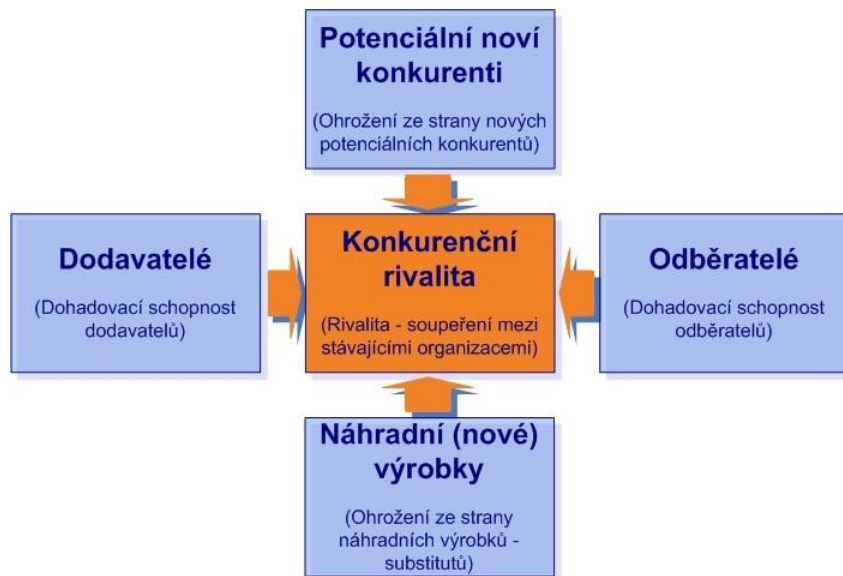 Potenciální noví
konkurenti
(Ohrožení ze strany nových
potenciálních konkurentů)
Dodavatelé
(Dohadovací schopnost
dodavatelů)
Konkurenční
rivalita
(Rivalita - soupeření mezi
stávajícími organizacemi)
Odběratelé
(Dohadovací schopnost
odběratelů)
Náhradní (nové)
výrobky
(Ohrožení ze strany
náhradních výrobků -
substitutů)